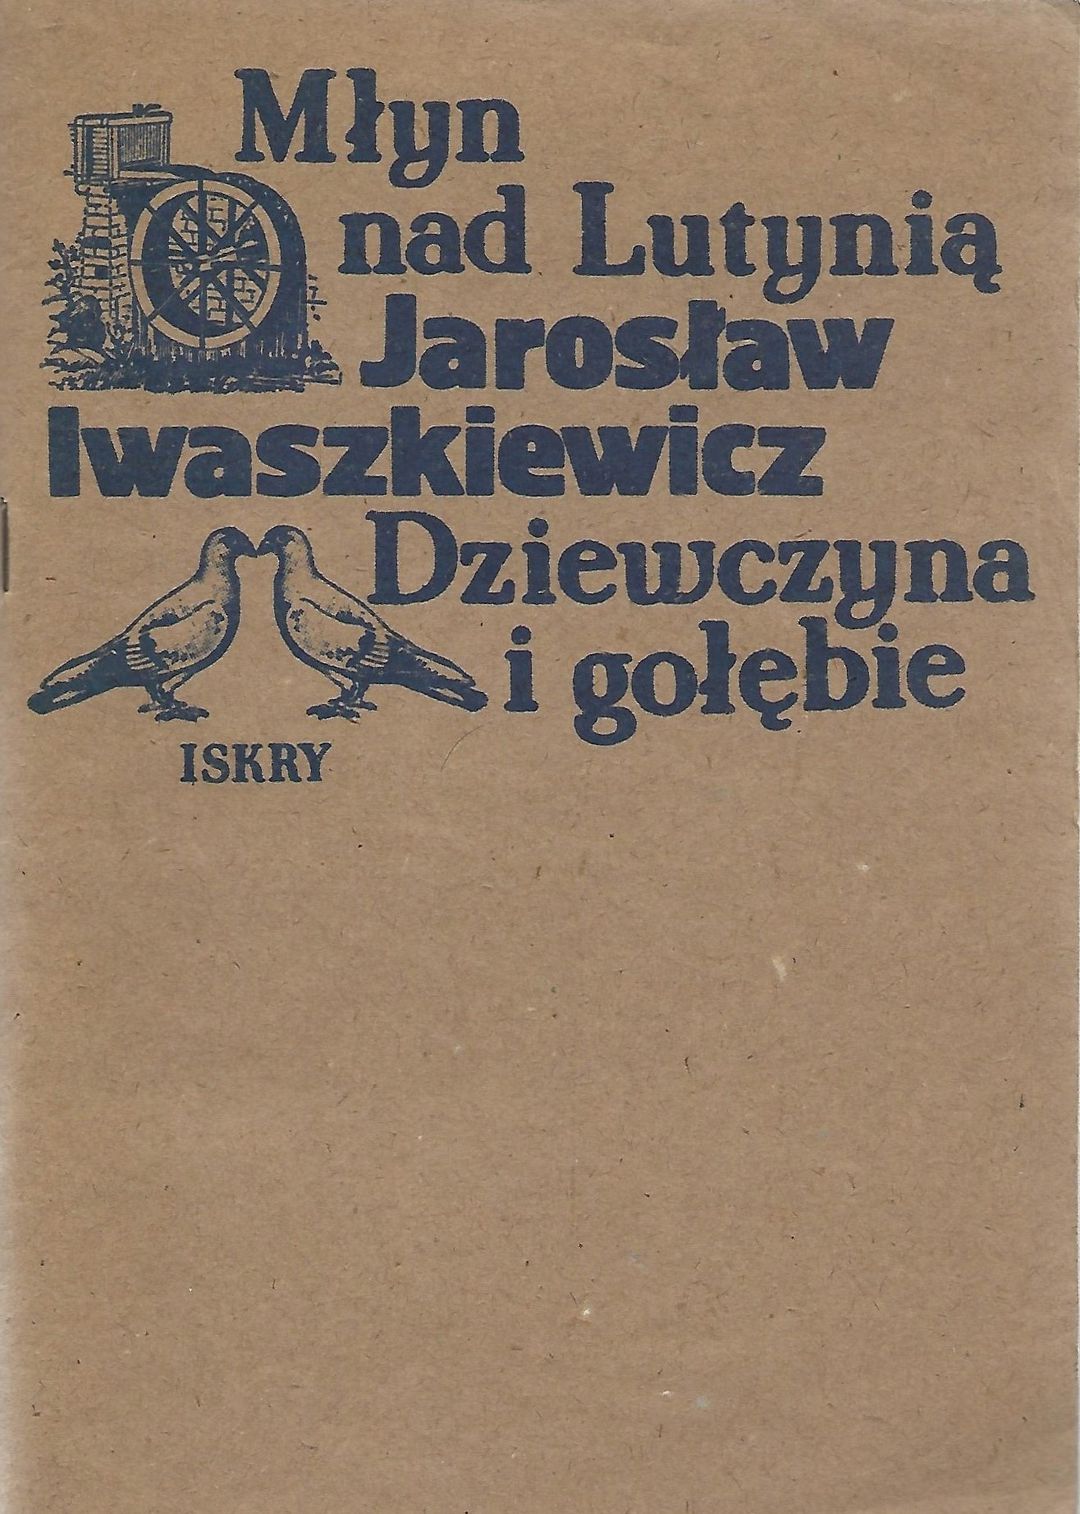 Młyn
nad Lutynią
Jarosław
Iwaszkiewicz
Dziewczyna
i gołębie
ISKRY